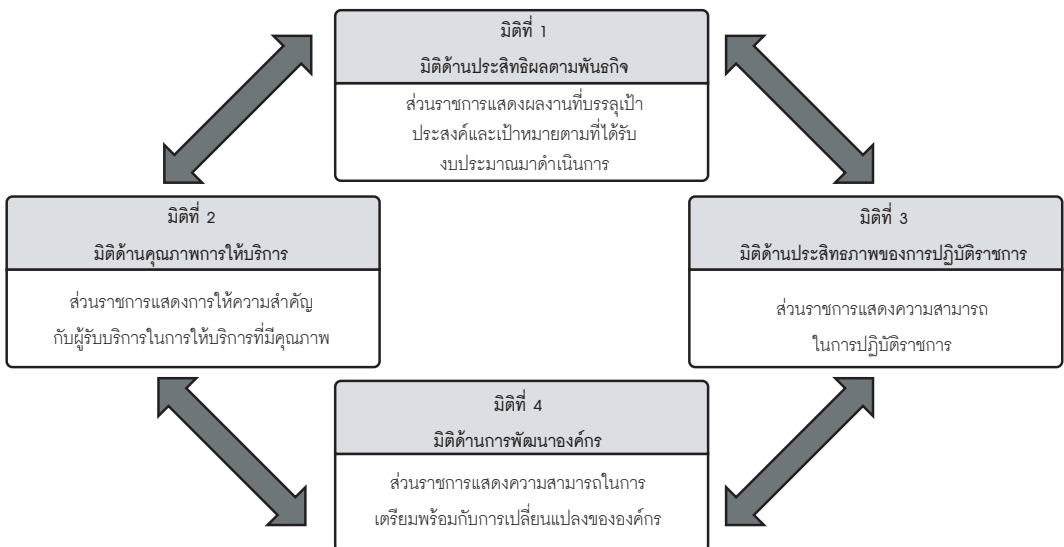 มิติที่ 1
มิติด้านประสิทธิผลตามพันธกิจ
ส่วนราชการแสดงผลงานที่บรรลุเป้า
ประสงค์และเป้าหมายตามที่ได้รับ
งบประมาณมาดำเนินการ
มิติที่ 2
มิติด้านคุณภาพการให้บริการ
ส่วนราชการแสดงการให้ความสำคัญ
กับผู้รับบริการในการให้บริการที่มีคุณภาพ
มิติที่ 3
มิติด้านประสิทธภาพของการปฏิบัติราชการ
ส่วนราชการแสดงความสามารถ
ในการปฏิบัติราชการ
มิติที่ 4
มิติด้านการพัฒนาองค์กร
ส่วนราชการแสดงความสามารถในการ
เตรียมพร้อมกับการเปลี่ยนแปลงขององค์กร